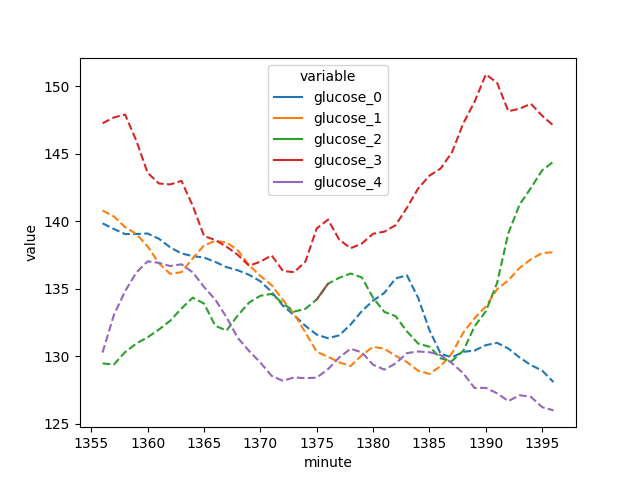 150
145
140
135
130
125
value
variable
glucose_0
glucose_1
glucose_2
glucose_3
glucose_4
1355 1360 1365 1370 1375 1380 1385 1390 1395
minute